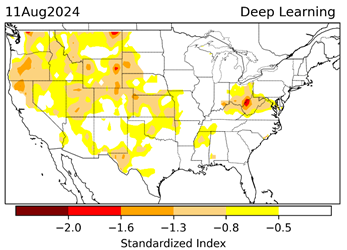 11Aug2024 Deep Learning
−2.0 −1.6 −1.3 −0.8 −0.5
Standardized Index